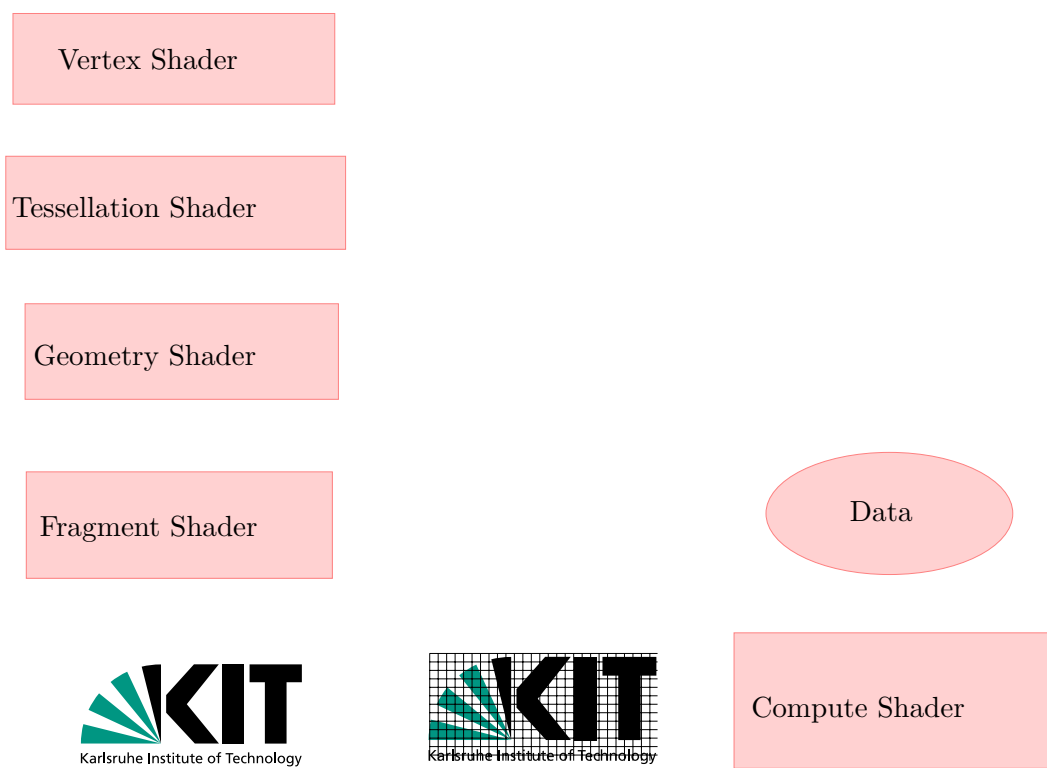 Vertex Shader
Tessellation Shader
Geometry Shader
Fragment Shader
Data
KIT
Karlsruhe Institute of Technology
KIT
Karlsruhe Institute of Technology
Compute Shader